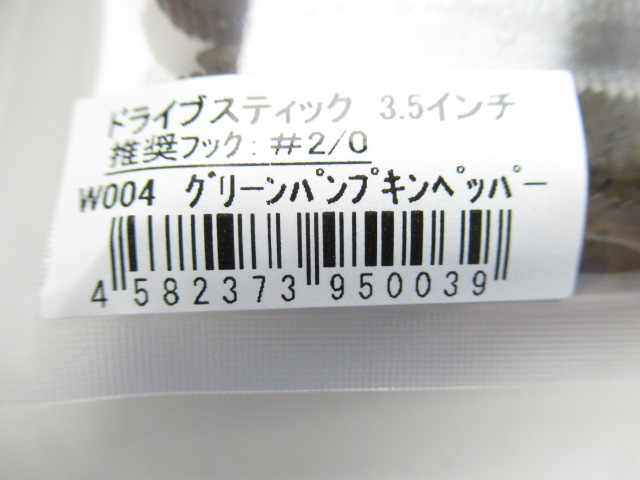 ドライブスティック 3.5インチ
推奨フック:#2/0
W004 グリーンパンプキンペッパー
4 582373 950039